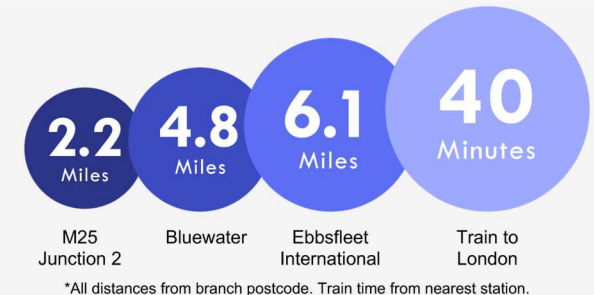 2.2
Miles
4.8
Miles
6.1
Miles
40
Minutes
M25
Junction 2
Bluewater
Ebbsfleet
International
Train to
London
*All distances from branch postcode. Train time from nearest station.